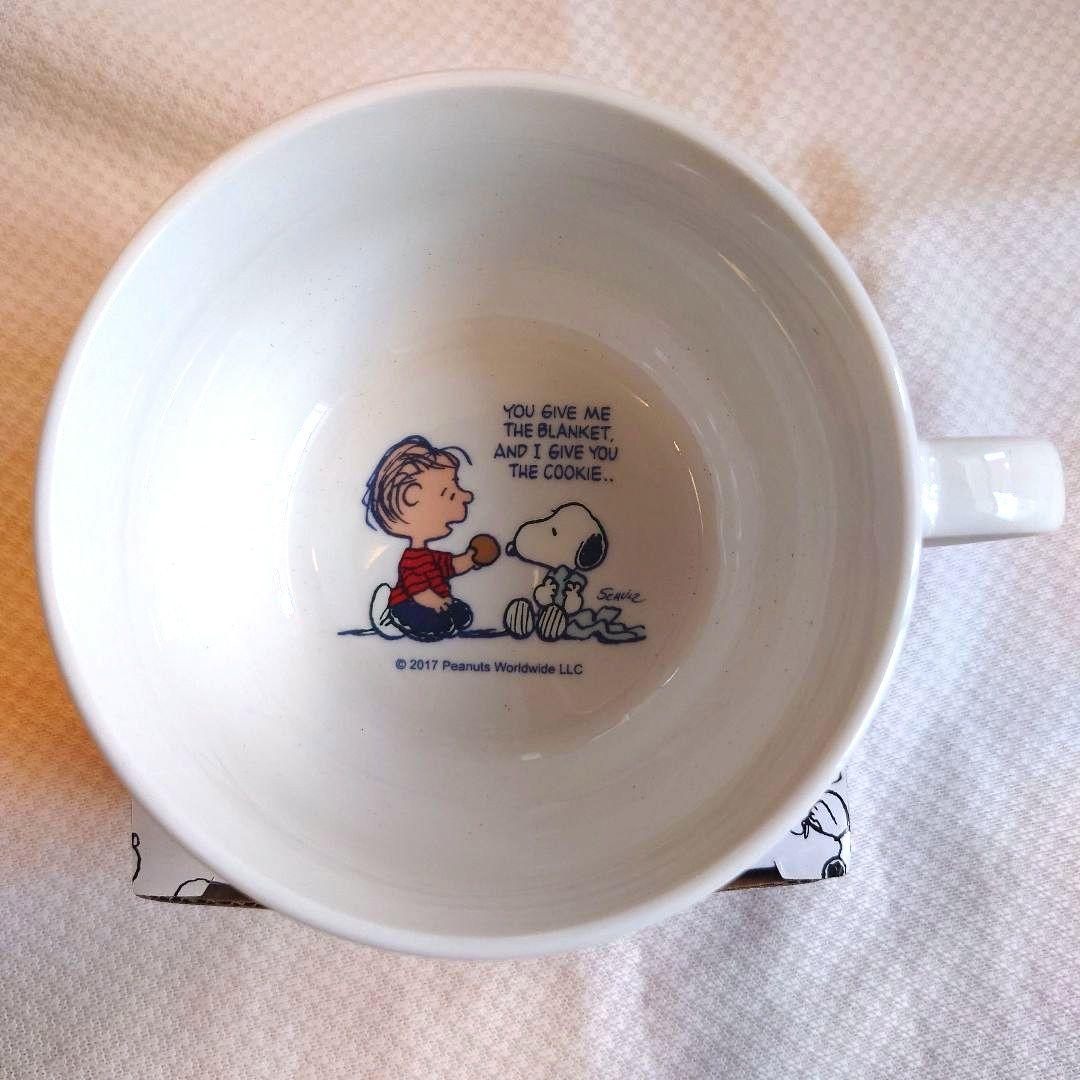 YOU GIVE ME
THE BLANKET,
AND I GIVE YOU
THE COOKIE..
SCHULZ
© 2017 Peanuts Worldwide LLC